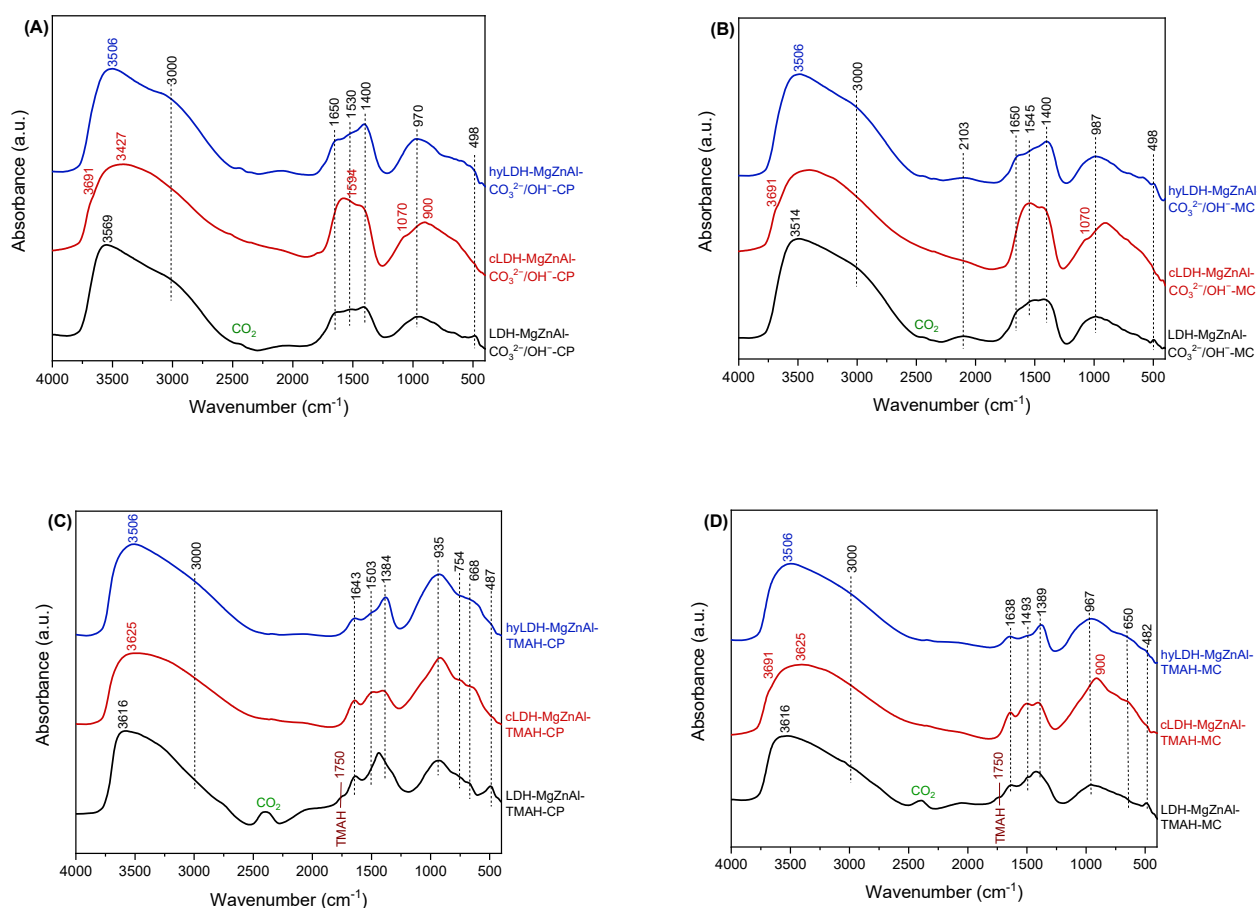 (A)
3506
3000
1650
1530
1400
970
498
3691
3427
1594
1070
900
3569
CO₂
hyLDH-MgZnAl-
CO₃²⁻/OH⁻-CP
cLDH-MgZnAl-
CO₃²⁻/OH⁻-CP
LDH-MgZnAl-
CO₃²⁻/OH⁻-CP
Absorbance (a.u.)
4000 3500 3000 2500 2000 1500 1000 500
Wavenumber (cm⁻¹)
(B)
3506
3000
2103
1650
1545
1400
987
498
3691
1070
3514
CO₂
hyLDH-MgZnAl
CO₃²⁻/OH⁻-MC
cLDH-MgZnAl-
CO₃²⁻/OH⁻-MC
LDH-MgZnAl-
CO₃²⁻/OH⁻-MC
Absorbance (a.u.)
4000 3500 3000 2500 2000 1500 1000 500
Wavenumber (cm⁻¹)
(C)
3506
3000
1643
1503
1384
935
754
668
487
3625
3616
CO₂
TMAH
1750
hyLDH-MgZnAl-
TMAH-CP
cLDH-MgZnAl-
TMAH-CP
LDH-MgZnAl-
TMAH-CP
Absorbance (a.u.)
4000 3500 3000 2500 2000 1500 1000 500
Wavenumber (cm⁻¹)
(D)
3506
3000
1638
1493
1389
967
650
482
3691
3625
900
3616
CO₂
TMAH
1750
hyLDH-MgZnAl-
TMAH-MC
cLDH-MgZnAl-
TMAH-MC
LDH-MgZnAl-
TMAH-MC
Absorbance (a.u.)
4000 3500 3000 2500 2000 1500 1000 500
Wavenumber (cm⁻¹)